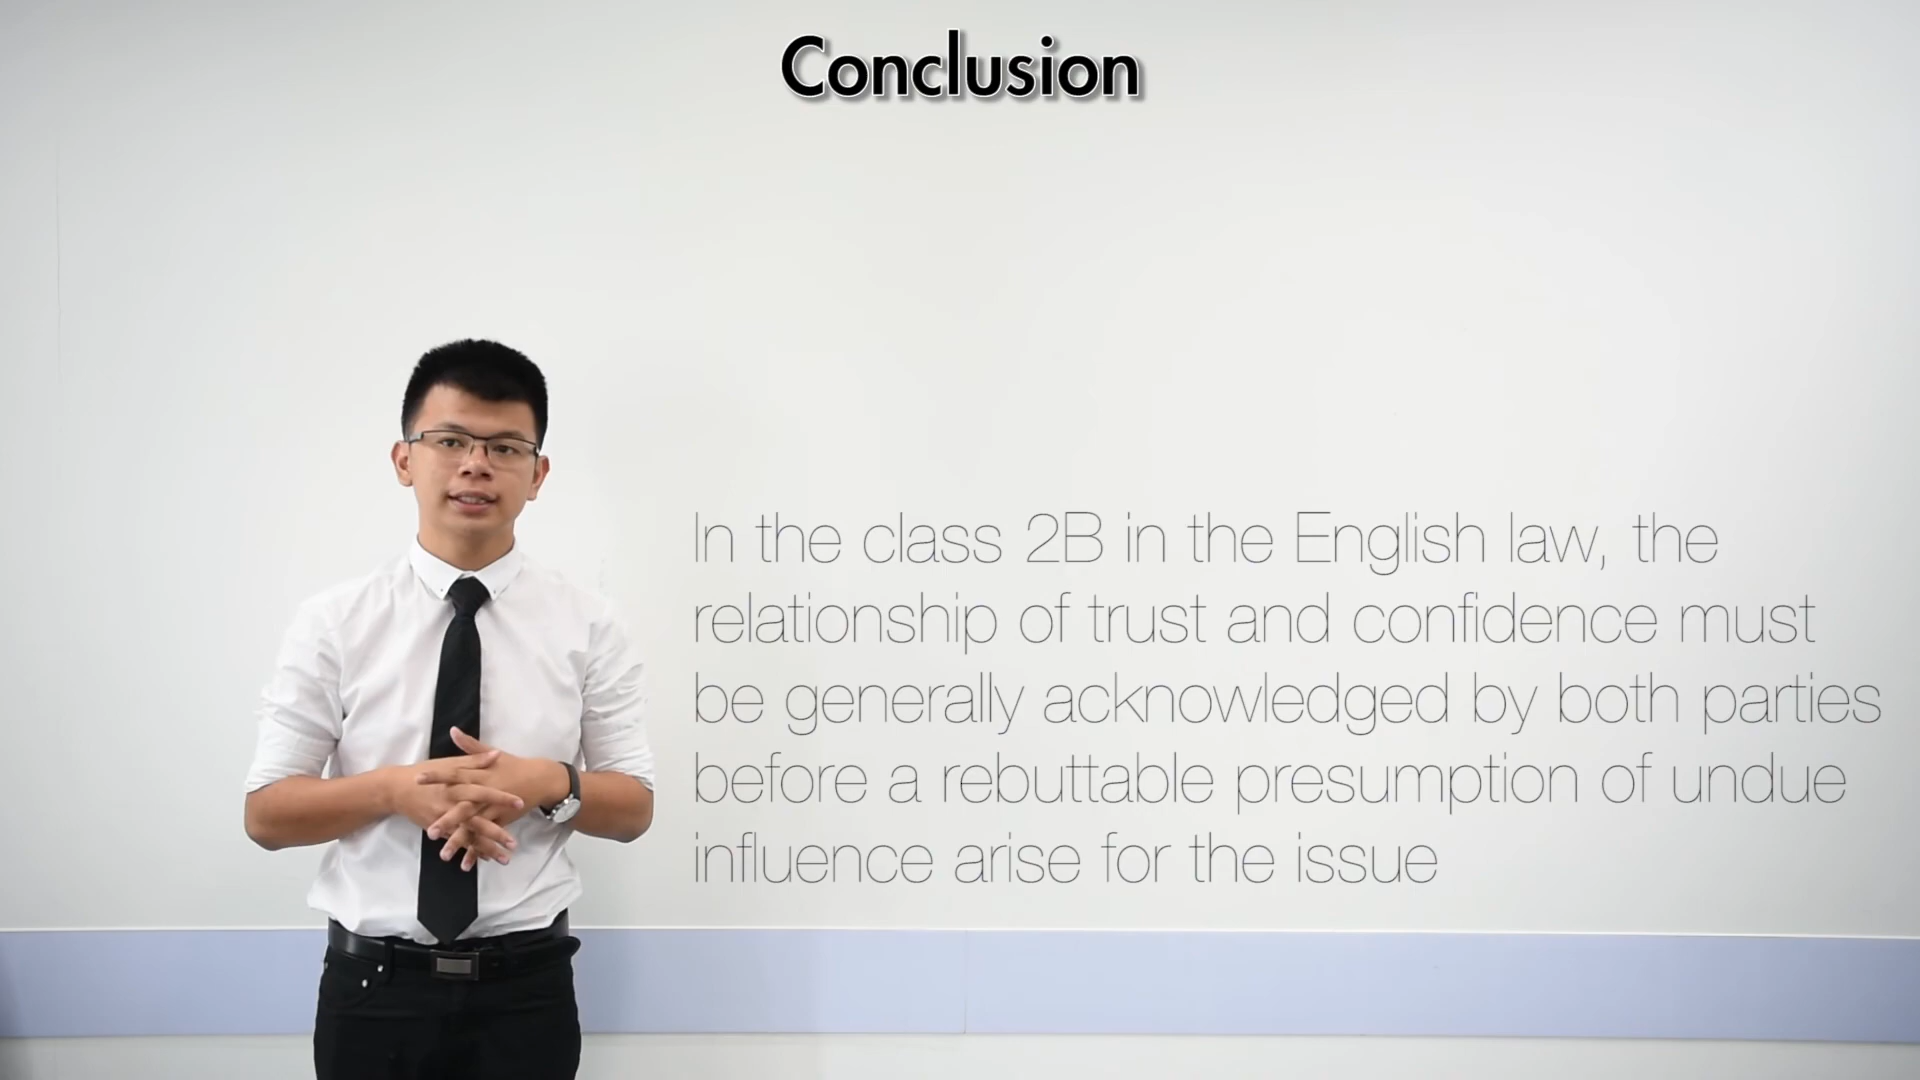 Conclusion
In the class 2B in the English law, the
relationship of trust and confidence must
be generally acknowledged by both parties
before a rebuttable presumption of undue
influence arise for the issue